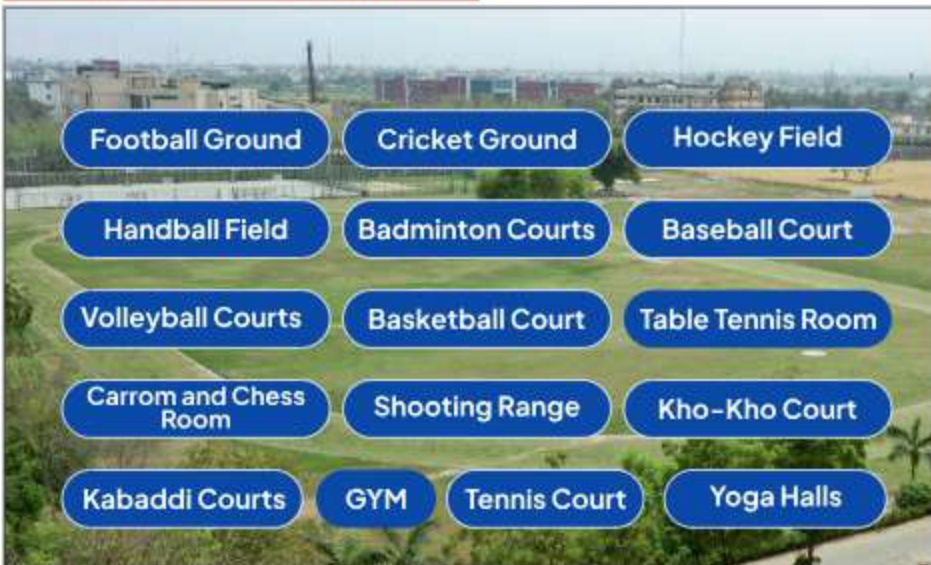 Football Ground
Cricket Ground
Hockey Field
Handball Field
Badminton Courts
Baseball Court
Volleyball Courts
Basketball Court
Table Tennis Room
Carrom and Chess
Room
Shooting Range
Kho-Kho Court
Kabaddi Courts
GYM
Tennis Court
Yoga Halls